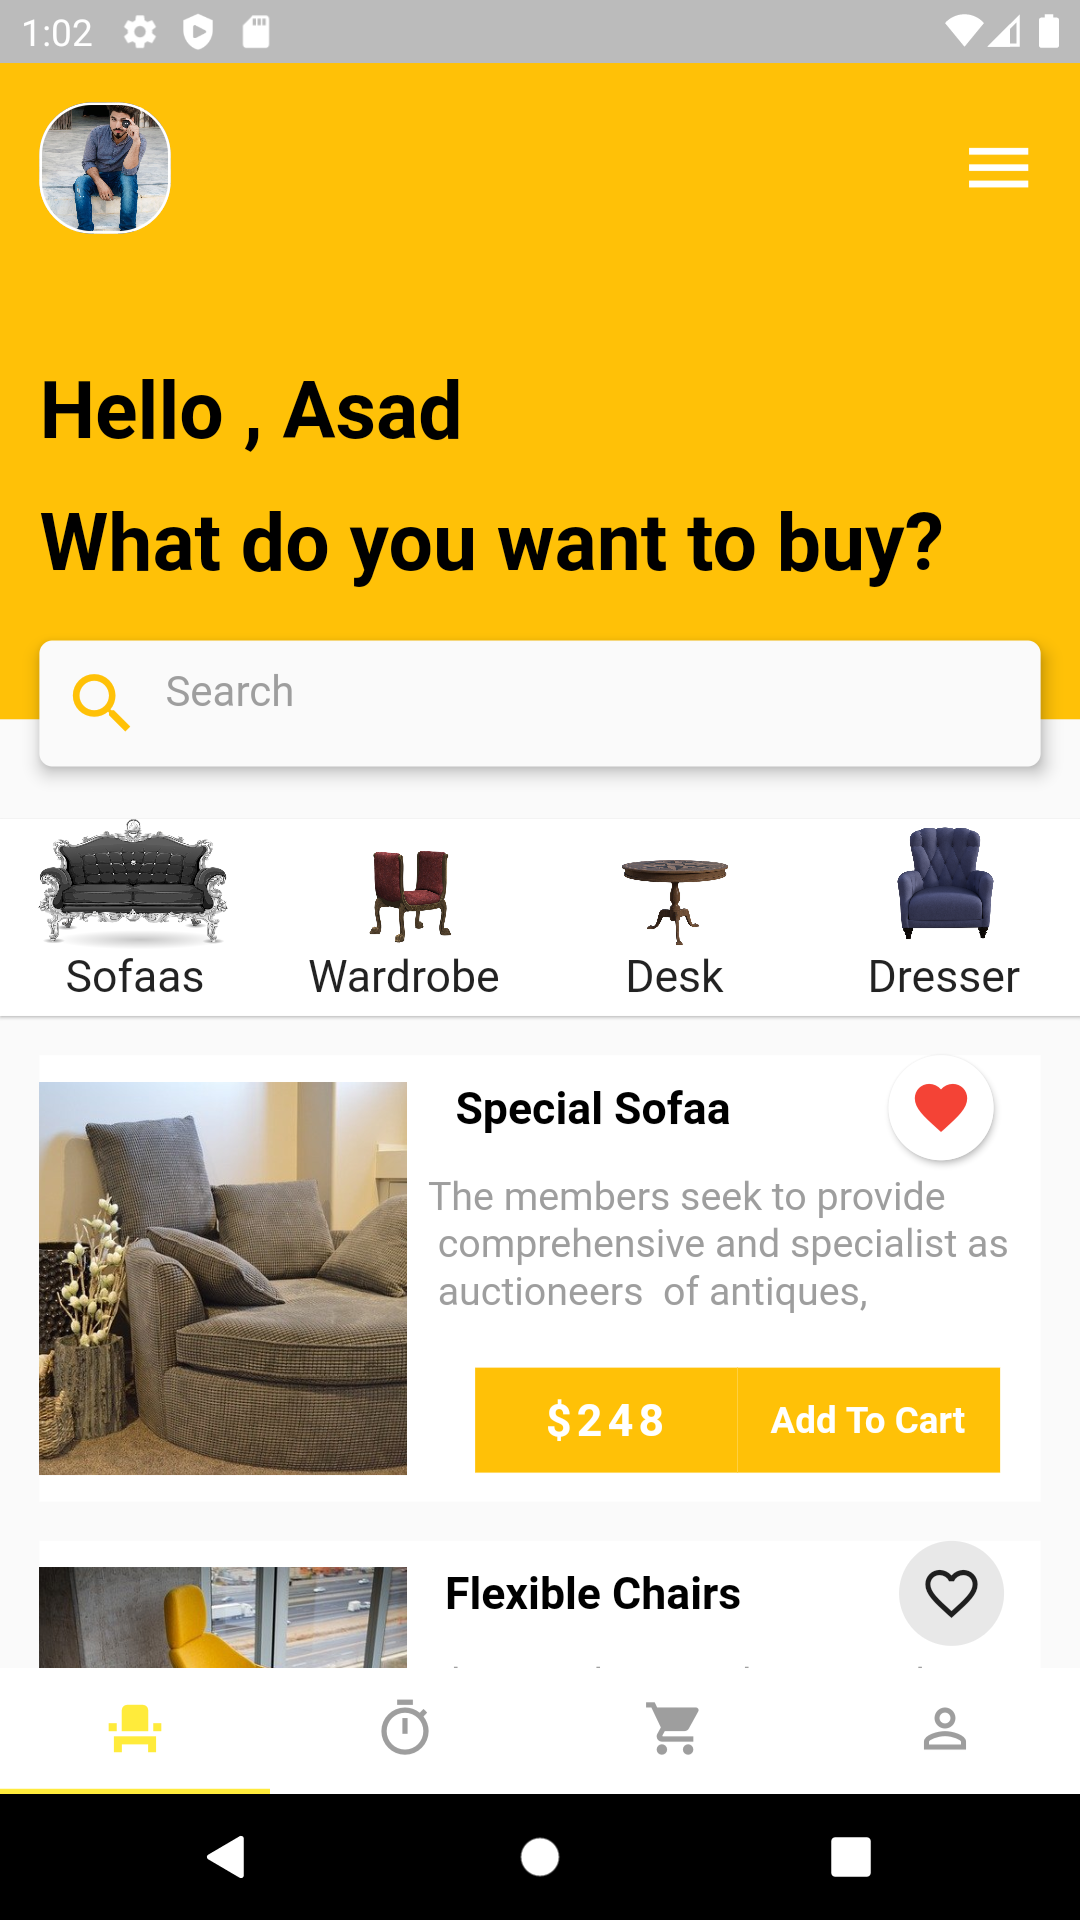 1:02
Hello , Asad
What do you want to buy?
Search
Sofaas
Wardrobe
Desk
Dresser
Special Sofaa
The members seek to provide
comprehensive and specialist as
auctioneers  of antiques,
$248
Add To Cart
Flexible Chairs